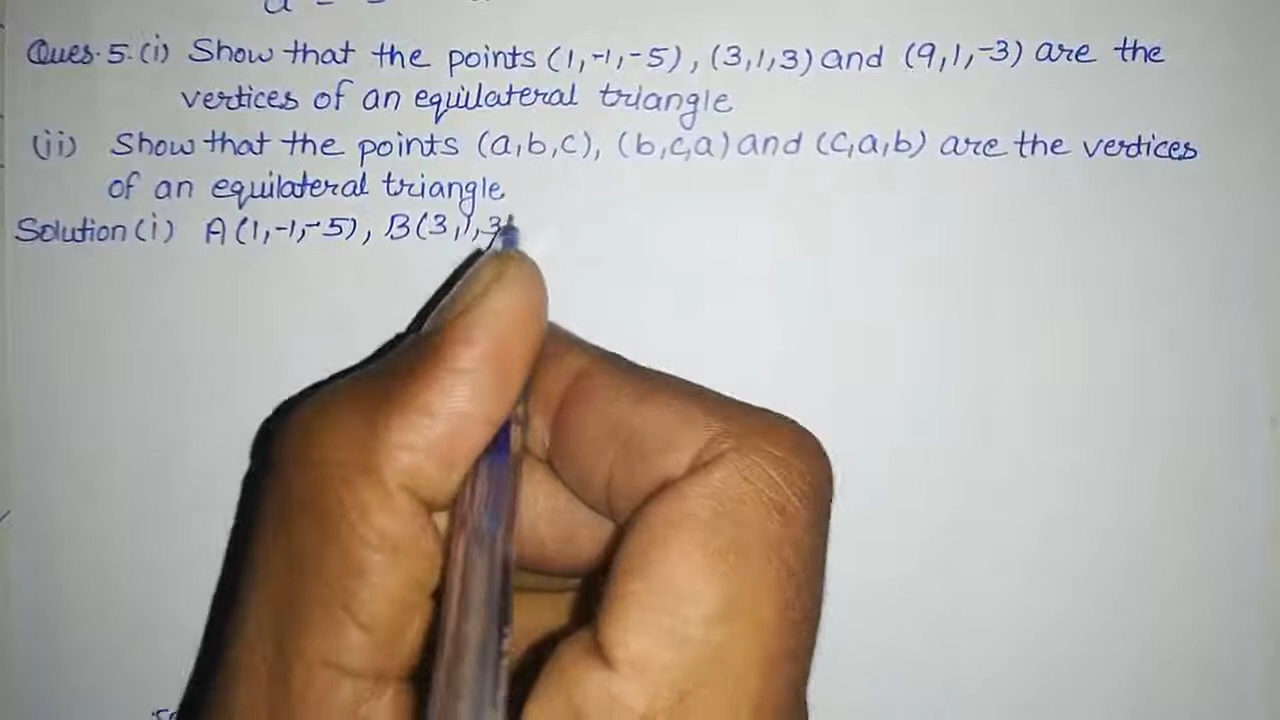 Ques. 5. (i) Show that the points (1,-1,-5), (3,1,3) and (9,1,-3) are the
vertices of an equilateral triangle
(ii) Show that the points (a,b,c), (b,c,a) and (c,a,b) are the vertices
of an equilateral triangle
Solution (i) A(1,-1,-5), B(3,1,3